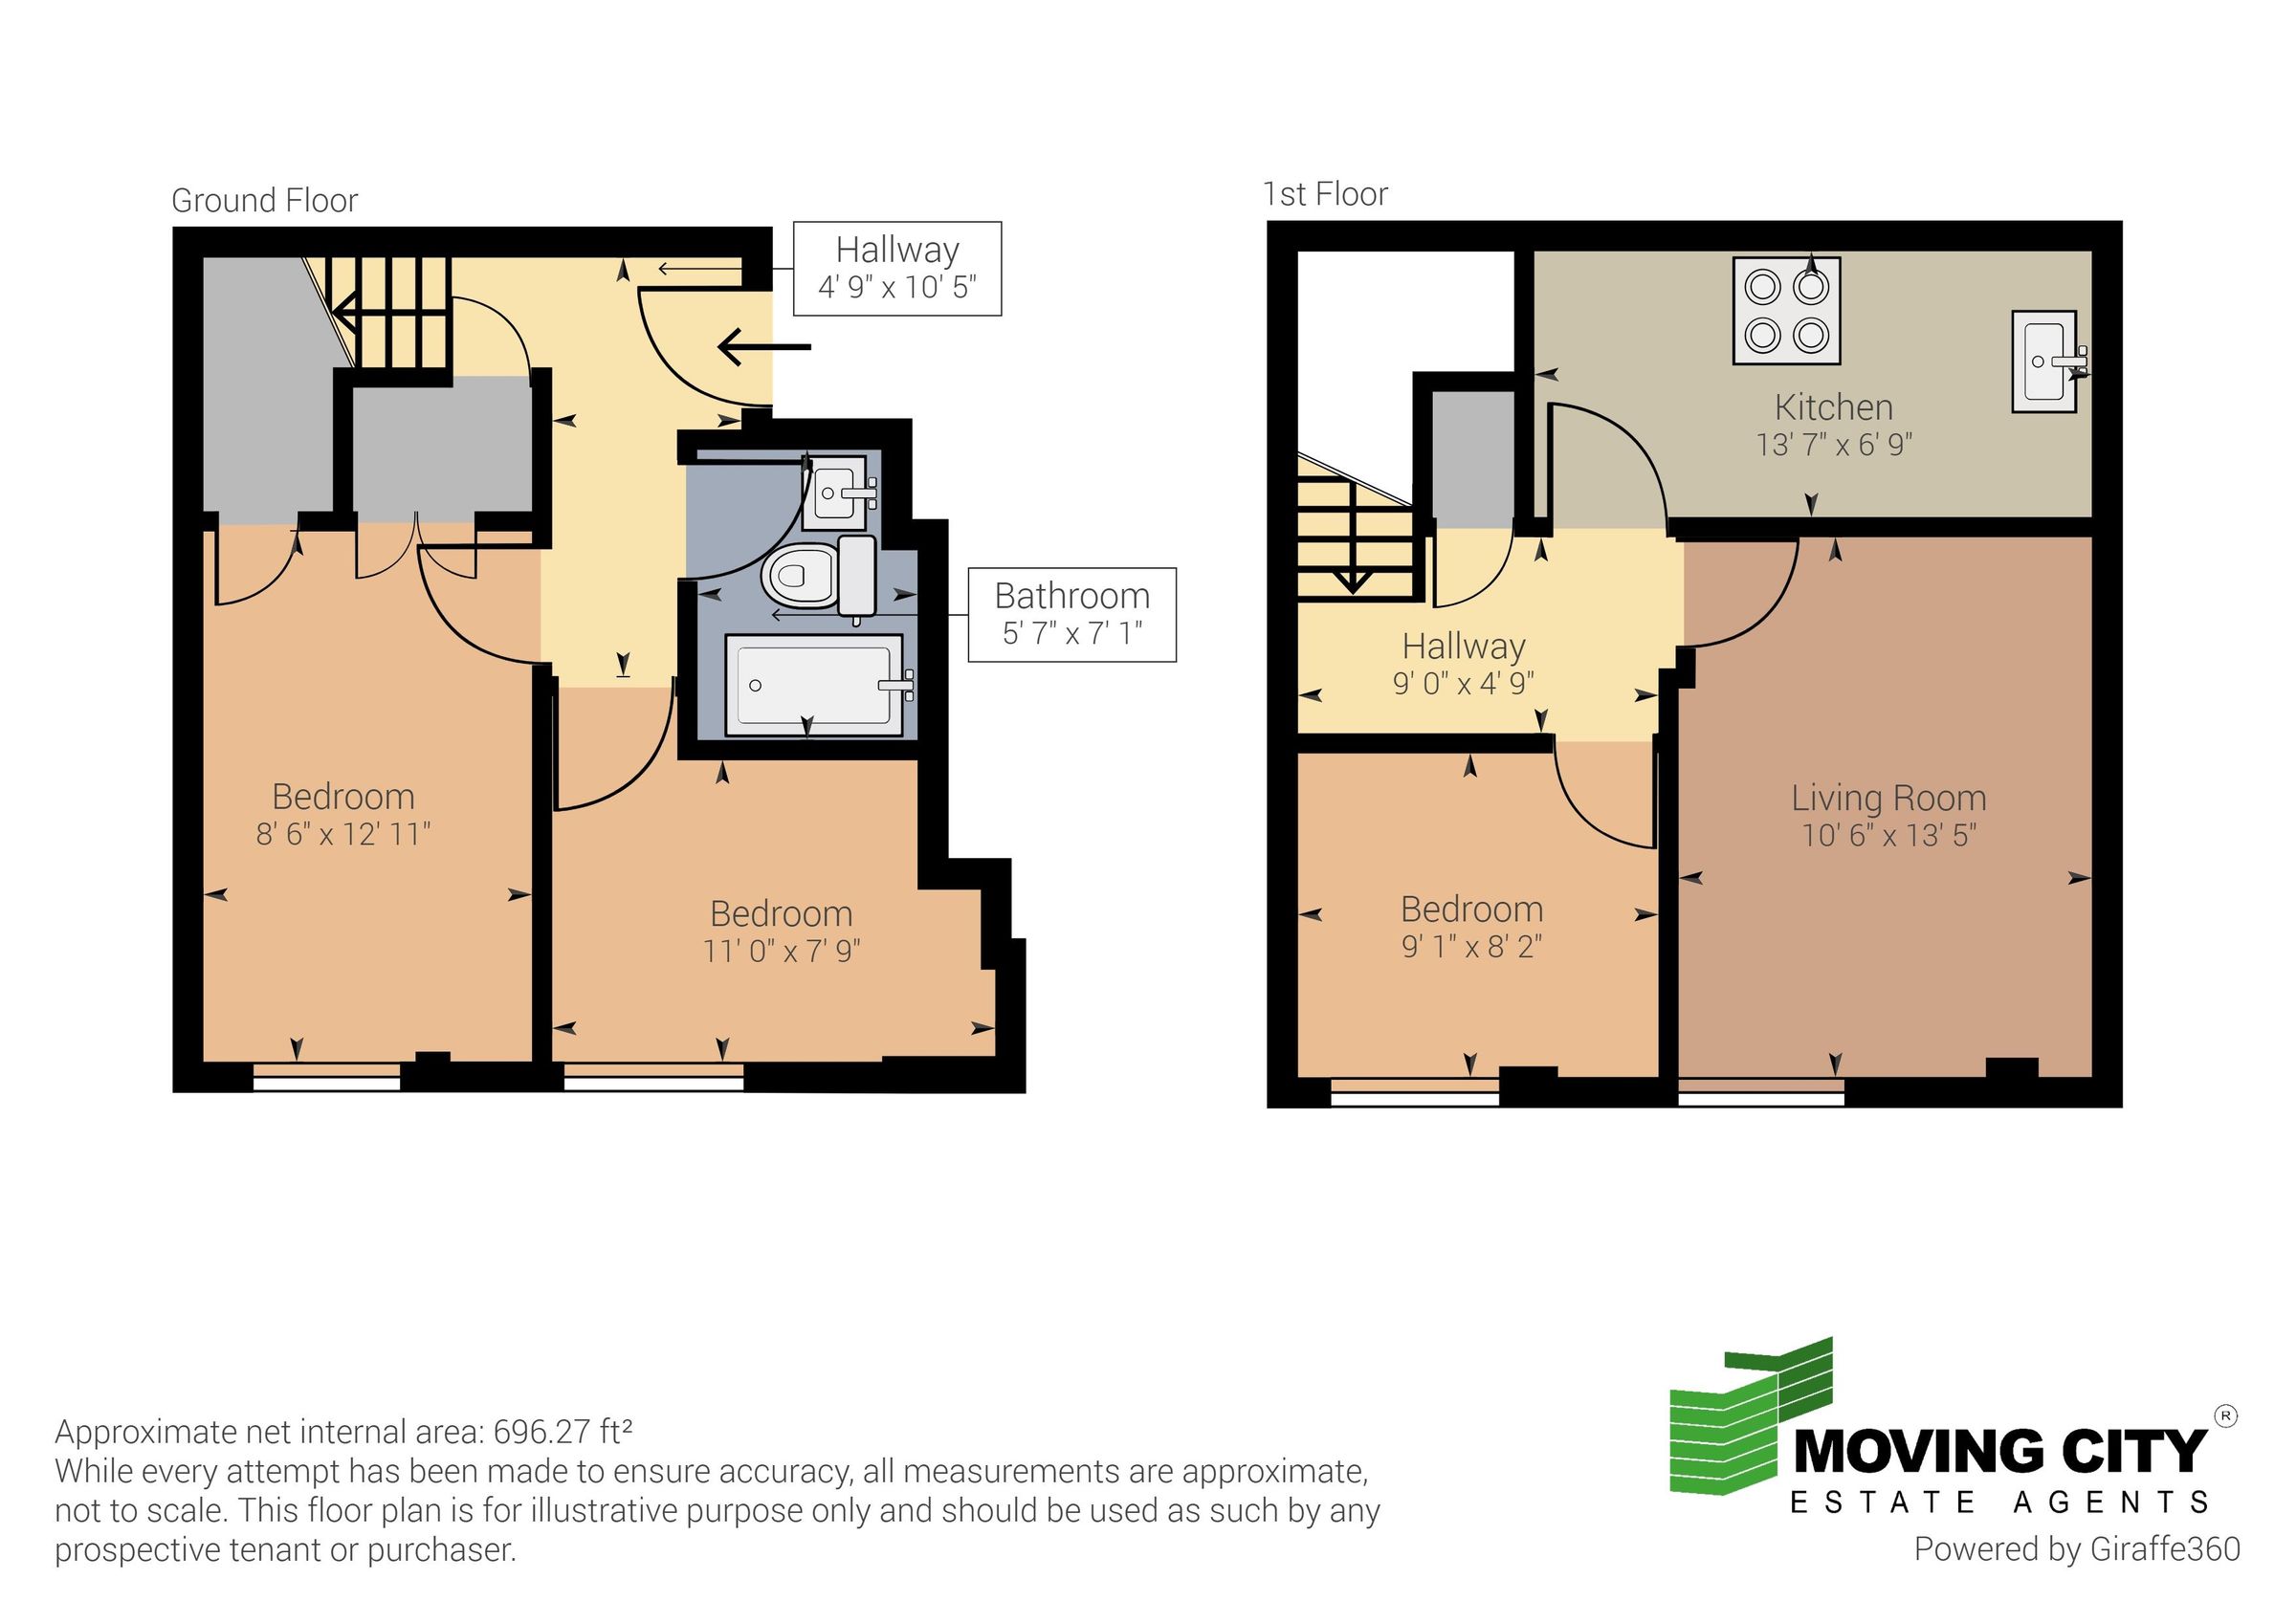 Ground Floor
Hallway
4' 9" x 10' 5"
Bathroom
5' 7" x 7' 1"
Bedroom
8' 6" x 12' 11"
Bedroom
11' 0" x 7' 9"
1st Floor
Kitchen
13' 7" x 6' 9"
Hallway
9' 0" x 4' 9"
Living Room
10' 6" x 13' 5"
Bedroom
9' 1" x 8' 2"
Approximate net internal area: 696.27 ft²
While every attempt has been made to ensure accuracy, all measurements are approximate,
not to scale. This floor plan is for illustrative purpose only and should be used as such by any
prospective tenant or purchaser.
MOVING CITY ®
ESTATE AGENTS
Powered by Giraffe360